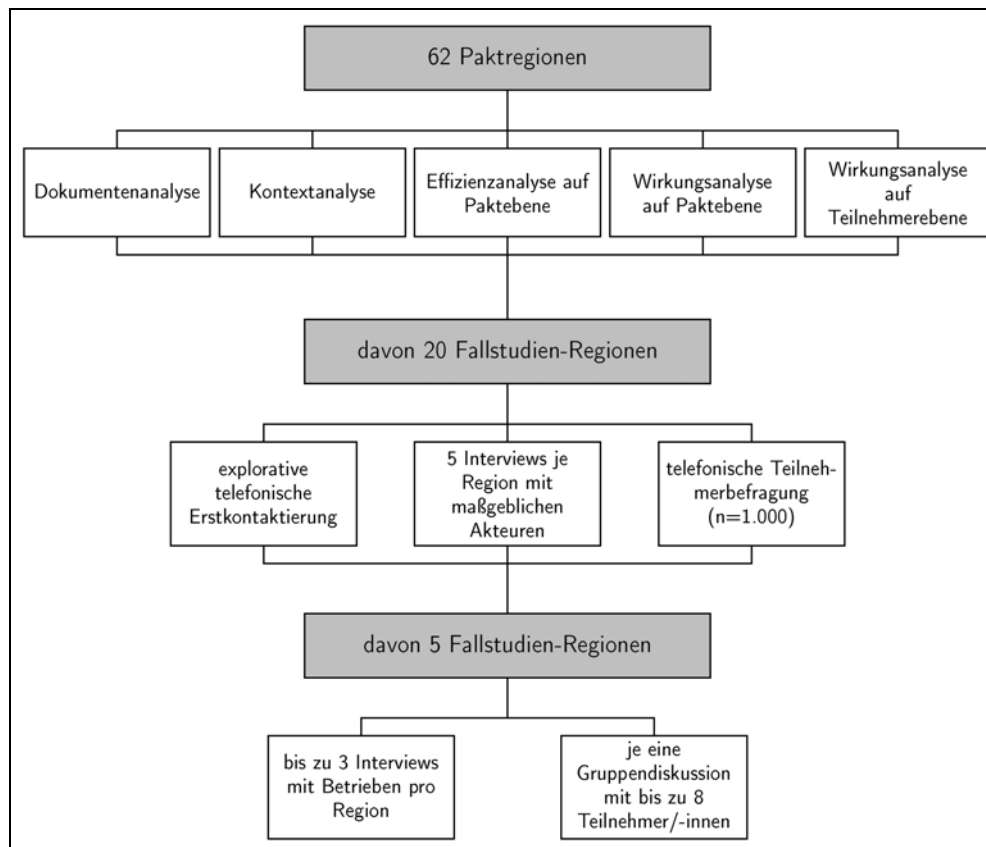 62 Paktregionen
Dokumentenanalyse
Kontextanalyse
Effizienzanalyse auf
Paktebene
Wirkungsanalyse
auf Paktebene
Wirkungsanalyse
auf
Teilnehmerebene
davon 20 Fallstudien-Regionen
explorative
telefonische
Erstkontaktierung
5 Interviews je
Region mit
maßgeblichen
Akteuren
telefonische Teilneh-
merbefragung
(n=1.000)
davon 5 Fallstudien-Regionen
bis zu 3 Interviews
mit Betrieben pro
Region
je eine
Gruppendiskussion
mit bis zu 8
Teilnehmer/-innen